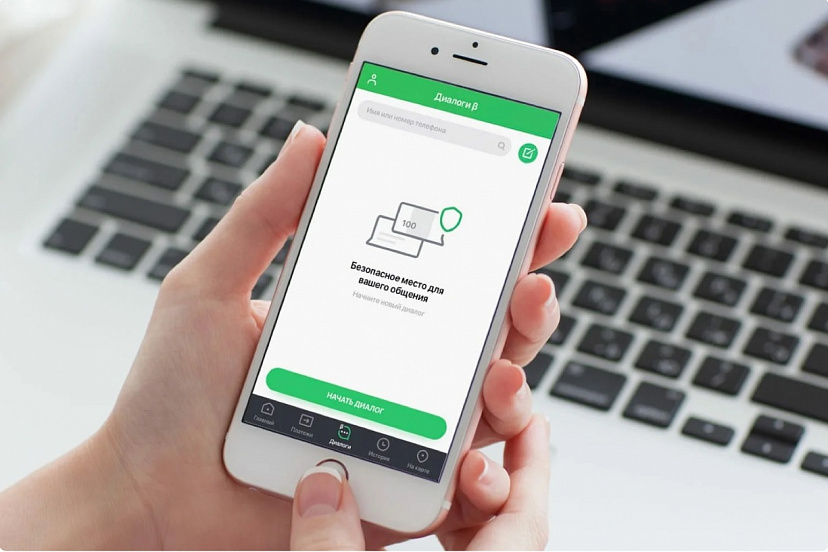 Диалоги β
Имя или номер телефона
100
Безопасное место для
вашего общения
Начните новый диалог
НАЧАТЬ ДИАЛОГ
Главный
Платежи
Диалоги
История
На карте